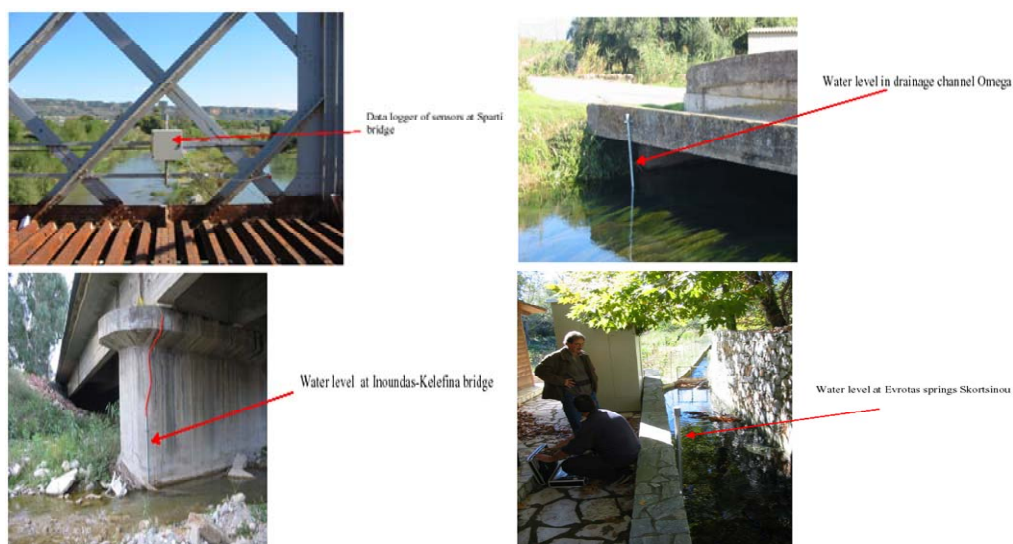 Data logger of sensors at Sparti
bridge
Water level in drainage channel Omega
Water level at Inoundas-Kelefina bridge
Water level at Evrotas springs Skortsinou